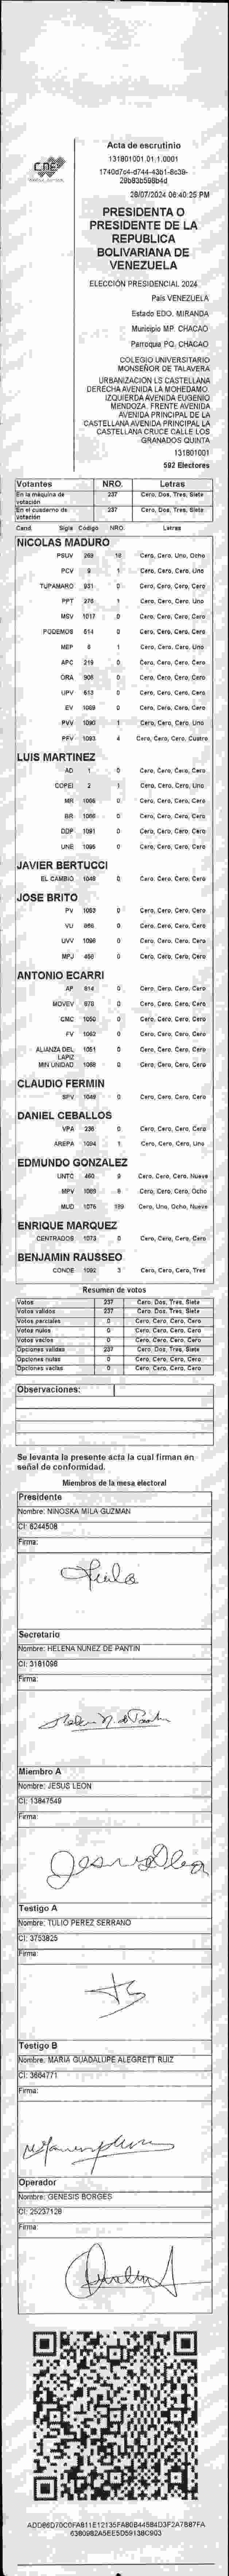 CNE
Acta de escrutinio
131801001.01.1.0001
28/07/2024 06:40:25 PM
PRESIDENTA O
PRESIDENTE DE LA
REPUBLICA
BOLIVARIANA DE
VENEZUELA
ELECCIÓN PRESIDENCIAL 2024
País VENEZUELA
Estado EDO. MIRANDA
Municipio MP. CHACAO
Parroquia PQ. CHACAO
COLEGIO UNIVERSITARIO
MONSEÑOR DE TALAVERA
URBANIZACIÓN LS CASTELLANA
DERECHA AVENIDA LA MOHEDAMO.
IZQUIERDA AVENIDA EUGENIO
MENDOZA. FRENTE AVENIDA
AVENIDA PRINCIPAL DE LA
CASTELLANA AVENIDA PRINCIPAL LA
CASTELLANA CRUCE CALLE LOS
GRANADOS QUINTA
131801001
592 Electores
Votantes NRO. Letras
En la máquina de votación 237 Cero, Dos, Tres, Siete
En el cuaderno de votación 237 Cero, Dos, Tres, Siete
Cand. Sigla Código NRO. Letras
NICOLAS MADURO
PSUV 269 18 Cero, Cero, Uno, Ocho
PCV 9 1 Cero, Cero, Cero, Uno
TUPAMARO 931 0 Cero, Cero, Cero, Cero
PPT 276 1 Cero, Cero, Cero, Uno
MSV 1017 0 Cero, Cero, Cero, Cero
PODEMOS 514 0 Cero, Cero, Cero, Cero
MEP 8 1 Cero, Cero, Cero, Uno
APC 219 0 Cero, Cero, Cero, Cero
ORA 906 0 Cero, Cero, Cero, Cero
UPV 613 0 Cero, Cero, Cero, Cero
EV 1089 0 Cero, Cero, Cero, Cero
PVV 1090 1 Cero, Cero, Cero, Uno
PFV 1093 4 Cero, Cero, Cero, Cuatro
LUIS MARTINEZ
AD 1 0 Cero, Cero, Cero, Cero
COPEI 2 1 Cero, Cero, Cero, Uno
MR 1066 0 Cero, Cero, Cero, Cero
BR 1086 0 Cero, Cero, Cero, Cero
DDP 1091 0 Cero, Cero, Cero, Cero
UNE 1095 0 Cero, Cero, Cero, Cero
JAVIER BERTUCCI
EL CAMBIO 1048 0 Cero, Cero, Cero, Cero
JOSE BRITO
PV 1053 0 Cero, Cero, Cero, Cero
VU 868 0 Cero, Cero, Cero, Cero
UVV 1098 0 Cero, Cero, Cero, Cero
MPJ 458 0 Cero, Cero, Cero, Cero
ANTONIO ECARRI
AP 914 0 Cero, Cero, Cero, Cero
MOVEV 978 0 Cero, Cero, Cero, Cero
CMC 1050 0 Cero, Cero, Cero, Cero
FV 1062 0 Cero, Cero, Cero, Cero
ALIANZA DEL LAPIZ 1051 0 Cero, Cero, Cero, Cero
MIN UNIDAD 1068 0 Cero, Cero, Cero, Cero
CLAUDIO FERMIN
SPV 1049 0 Cero, Cero, Cero, Cero
DANIEL CEBALLOS
VPA 236 0 Cero, Cero, Cero, Cero
AREPA 1094 1 Cero, Cero, Cero, Uno
EDMUNDO GONZALEZ
UNTC 460 9 Cero, Cero, Cero, Nueve
MPV 1089 8 Cero, Cero, Cero, Ocho
MUD 1076 189 Cero, Uno, Ocho, Nueve
ENRIQUE MARQUEZ
CENTRADOS 1073 0 Cero, Cero, Cero, Cero
BENJAMIN RAUSSEO
CONDE 1092 3 Cero, Cero, Cero, Tres
Resumen de votos
Votos 237 Cero, Dos, Tres, Siete
Votos válidos 237 Cero, Dos, Tres, Siete
Votos parciales 0 Cero, Cero, Cero, Cero
Votos nulos 0 Cero, Cero, Cero, Cero
Votos vacíos 0 Cero, Cero, Cero, Cero
Opciones válidas 237 Cero, Dos, Tres, Siete
Opciones nulas 0 Cero, Cero, Cero, Cero
Opciones vacías 0 Cero, Cero, Cero, Cero
Observaciones:
Se levanta la presente acta la cual firman en
señal de conformidad.
Miembros de la mesa electoral
Presidente
Nombre: NINOSKA MILA GUZMAN
CI: 6244508
Firma:
Secretario
Nombre: HELENA NUNEZ DE PANTIN
CI: 3181098
Firma:
Miembro A
Nombre: JESUS LEON
CI: 13847549
Firma:
Testigo A
Nombre: TULIO PEREZ SERRANO
CI: 3753825
Firma:
Testigo B
Nombre: MARIA GUADALUPE ALEGRETT RUIZ
CI: 3664771
Firma:
Operador
Nombre: GENESIS BORGES
CI: 25237128
Firma: